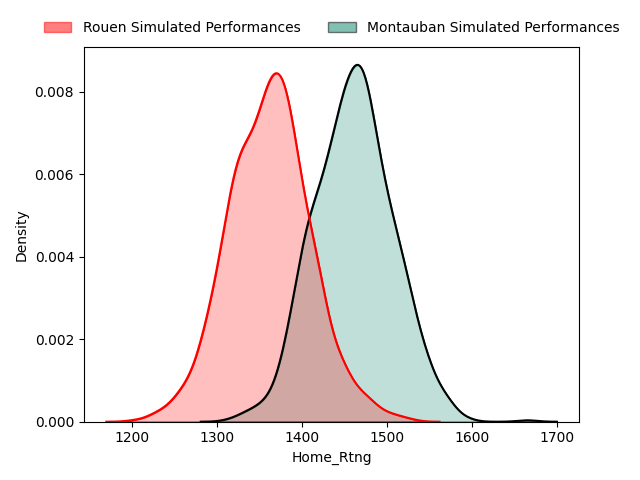 Rouen Simulated Performances Montauban Simulated Performances
0.008
0.006
0.004
0.002
0.000
Density
1200 1300 1400 1500 1600 1700
Home_Rtng